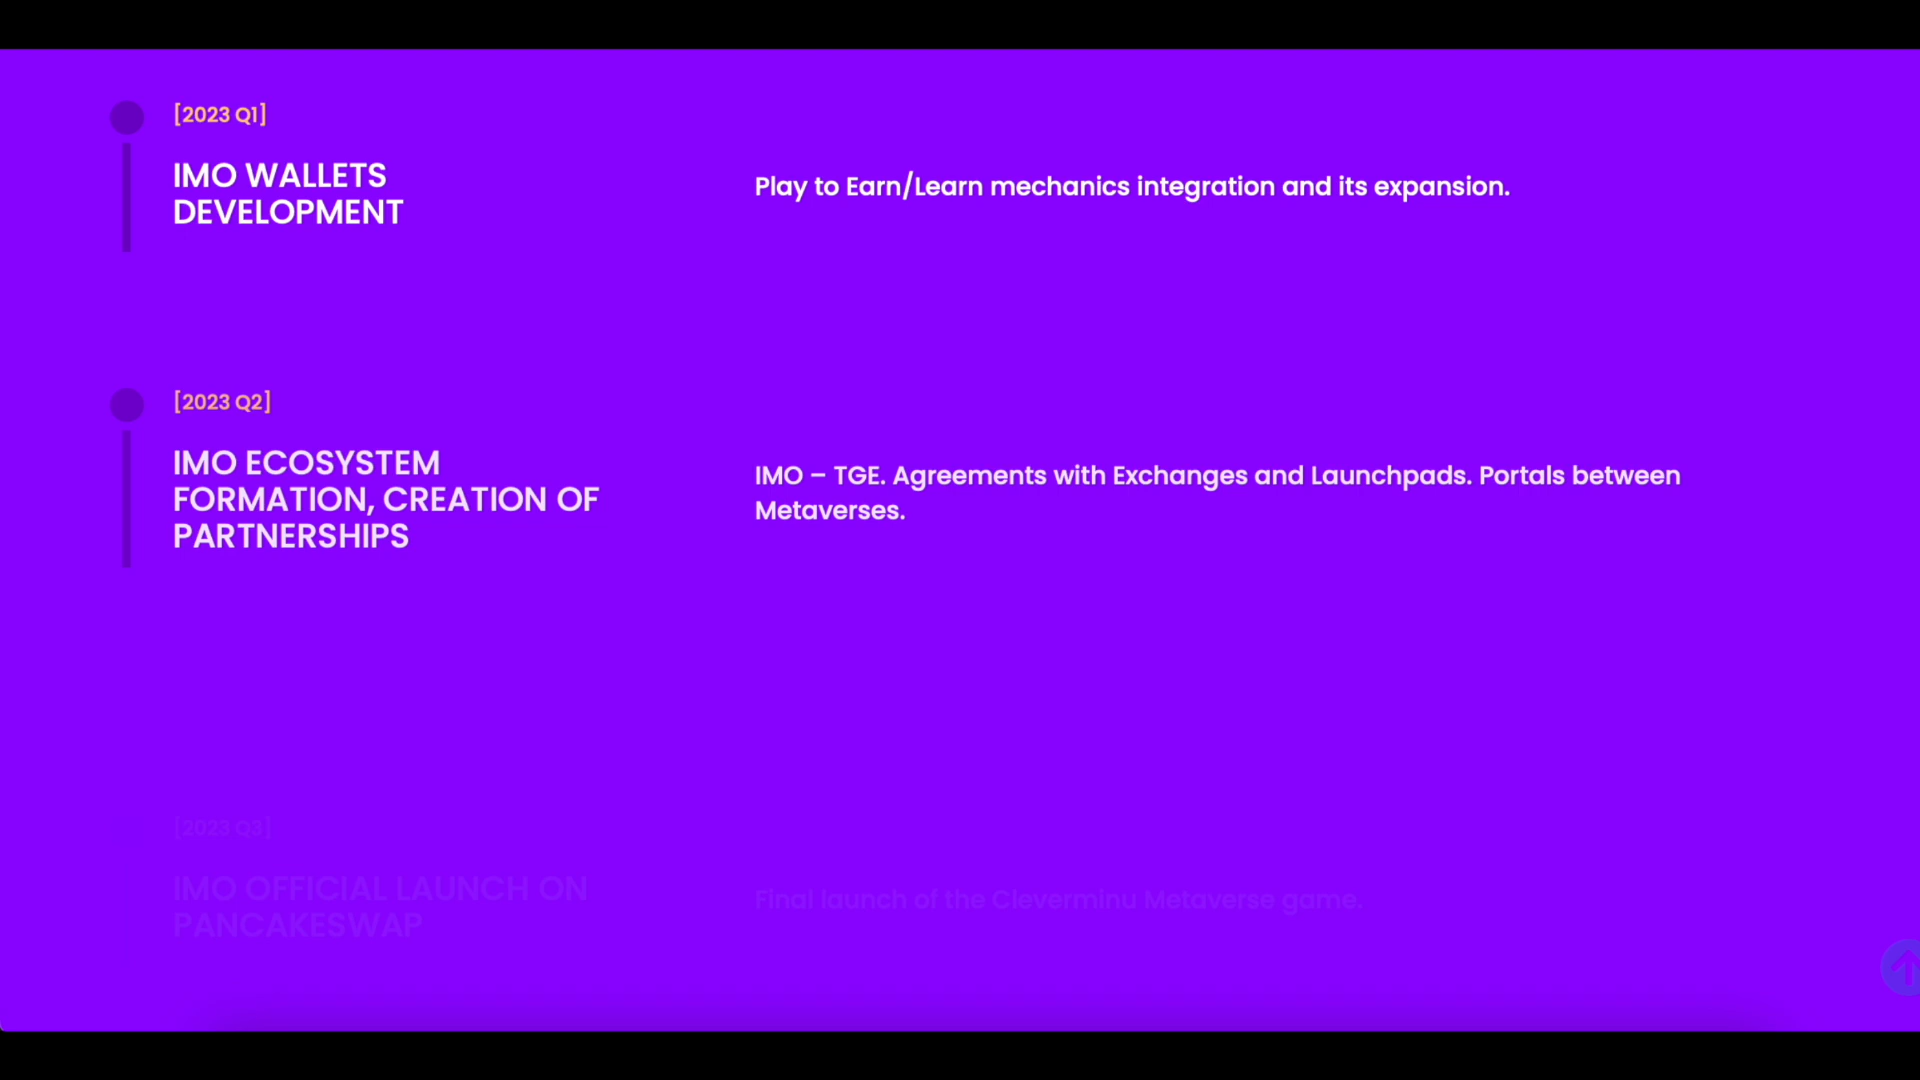 [2023 Q1]
IMO WALLETS
DEVELOPMENT
Play to Earn/Learn mechanics integration and its expansion.
[2023 Q2]
IMO ECOSYSTEM
FORMATION, CREATION OF
PARTNERSHIPS
IMO – TGE. Agreements with Exchanges and Launchpads. Portals between
Metaverses.
[2023 Q3]
IMO OFFICIAL LAUNCH ON
PANCAKESWAP
Final launch of the Cleverminu Metaverse game.